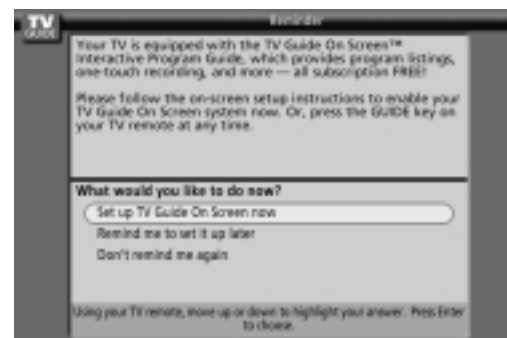 TV
GUIDE
Reminder
Your TV is equipped with the TV Guide On Screen™
Interactive Program Guide, which provides program listings,
one-touch recording, and more — all subscription FREE!
Please follow the on-screen setup instructions to enable your
TV Guide On Screen system now. Or, press the GUIDE key on
your TV remote at any time.
What would you like to do now?
Set up TV Guide On Screen now
Remind me to set it up later
Don't remind me again
Using your TV remote, move up or down to highlight your answer. Press Enter
to choose.